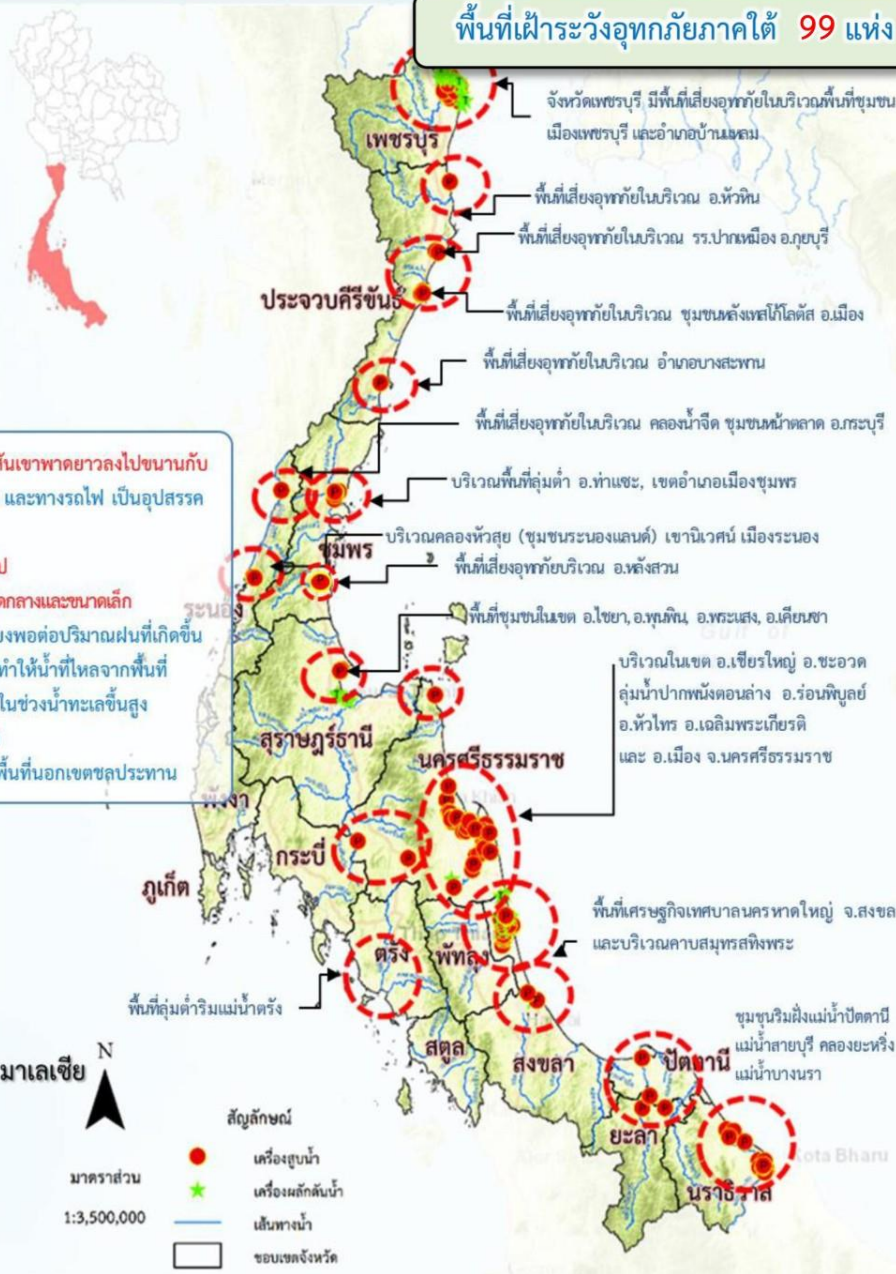 พื้นที่เฝ้าระวังอุทกภัยภาคใต้ 99 แห่ง
จังหวัดเพชรบุรี มีพื้นที่เสี่ยงอุทกภัยในบริเวณพื้นที่ชุมชน
เมืองเพชรบุรี และอำเภอบ้านแหลม
เพชรบุรี
พื้นที่เสี่ยงอุทกภัยในบริเวณ อ.หัวหิน
พื้นที่เสี่ยงอุทกภัยในบริเวณ รร.ปากเหมือง อ.กุยบุรี
ประจวบคีรีขันธ์
พื้นที่เสี่ยงอุทกภัยในบริเวณ ชุมชนหลังเทสโก้โลตัส อ.เมือง
พื้นที่เสี่ยงอุทกภัยในบริเวณ อำเภอบางสะพาน
พื้นที่เสี่ยงอุทกภัยในบริเวณ คลองน้ำจืด ชุมชนหน้าตลาด อ.กระบุรี
บริเวณพื้นที่ลุ่มต่ำ อ.ท่าแซะ, เขตอำเภอเมืองชุมพร
บริเวณคลองหัวสุย (ชุมชนระนองแลนด์) เขานิเวศน์ เมืองระนอง
ชุมพร
พื้นที่เสี่ยงอุทกภัยบริเวณ อ.หลังสวน
ระนอง
พื้นที่ชุมชนในเขต อ.ไชยา, อ.พุนพิน, อ.พระแสง, อ.เคียนซา
Gulf of
สันเขาพาดยาวลงไปขนานกับ
และทางรถไฟ เป็นอุปสรรค
ป
ดกลางและขนาดเล็ก
ยงพอต่อปริมาณฝนที่เกิดขึ้น
ทำให้น้ำที่ไหลจากพื้นที่
ในช่วงน้ำทะเลขึ้นสูง
พื้นที่นอกเขตชลประทาน
บริเวณในเขต อ.เชียรใหญ่ อ.ชะอวด
ลุ่มน้ำปากพนังตอนล่าง อ.ร่อนพิบูลย์
อ.หัวไทร อ.เฉลิมพระเกียรติ
และ อ.เมือง จ.นครศรีธรรมราช
สุราษฎร์ธานี
นครศรีธรรมราช
พังงา
กระบี่
ภูเก็ต
พื้นที่เศรษฐกิจเทศบาลนครหาดใหญ่ จ.สงขล
และบริเวณคาบสมุทรสทิงพระ
ตรัง
พัทลุง
พื้นที่ลุ่มต่ำริมแม่น้ำตรัง
ชุมชนริมฝั่งแม่น้ำปัตตานี
แม่น้ำสายบุรี คลองยะหริ่ง
แม่น้ำบางนรา
สตูล
สงขลา
ปัตตานี
ยะลา
นราธิวาส
Kota Bharu
มาเลเซีย
N
มาตราส่วน
1:3,500,000
สัญลักษณ์
เครื่องสูบน้ำ
เครื่องผลักดันน้ำ
เส้นทางน้ำ
ขอบเขตจังหวัด